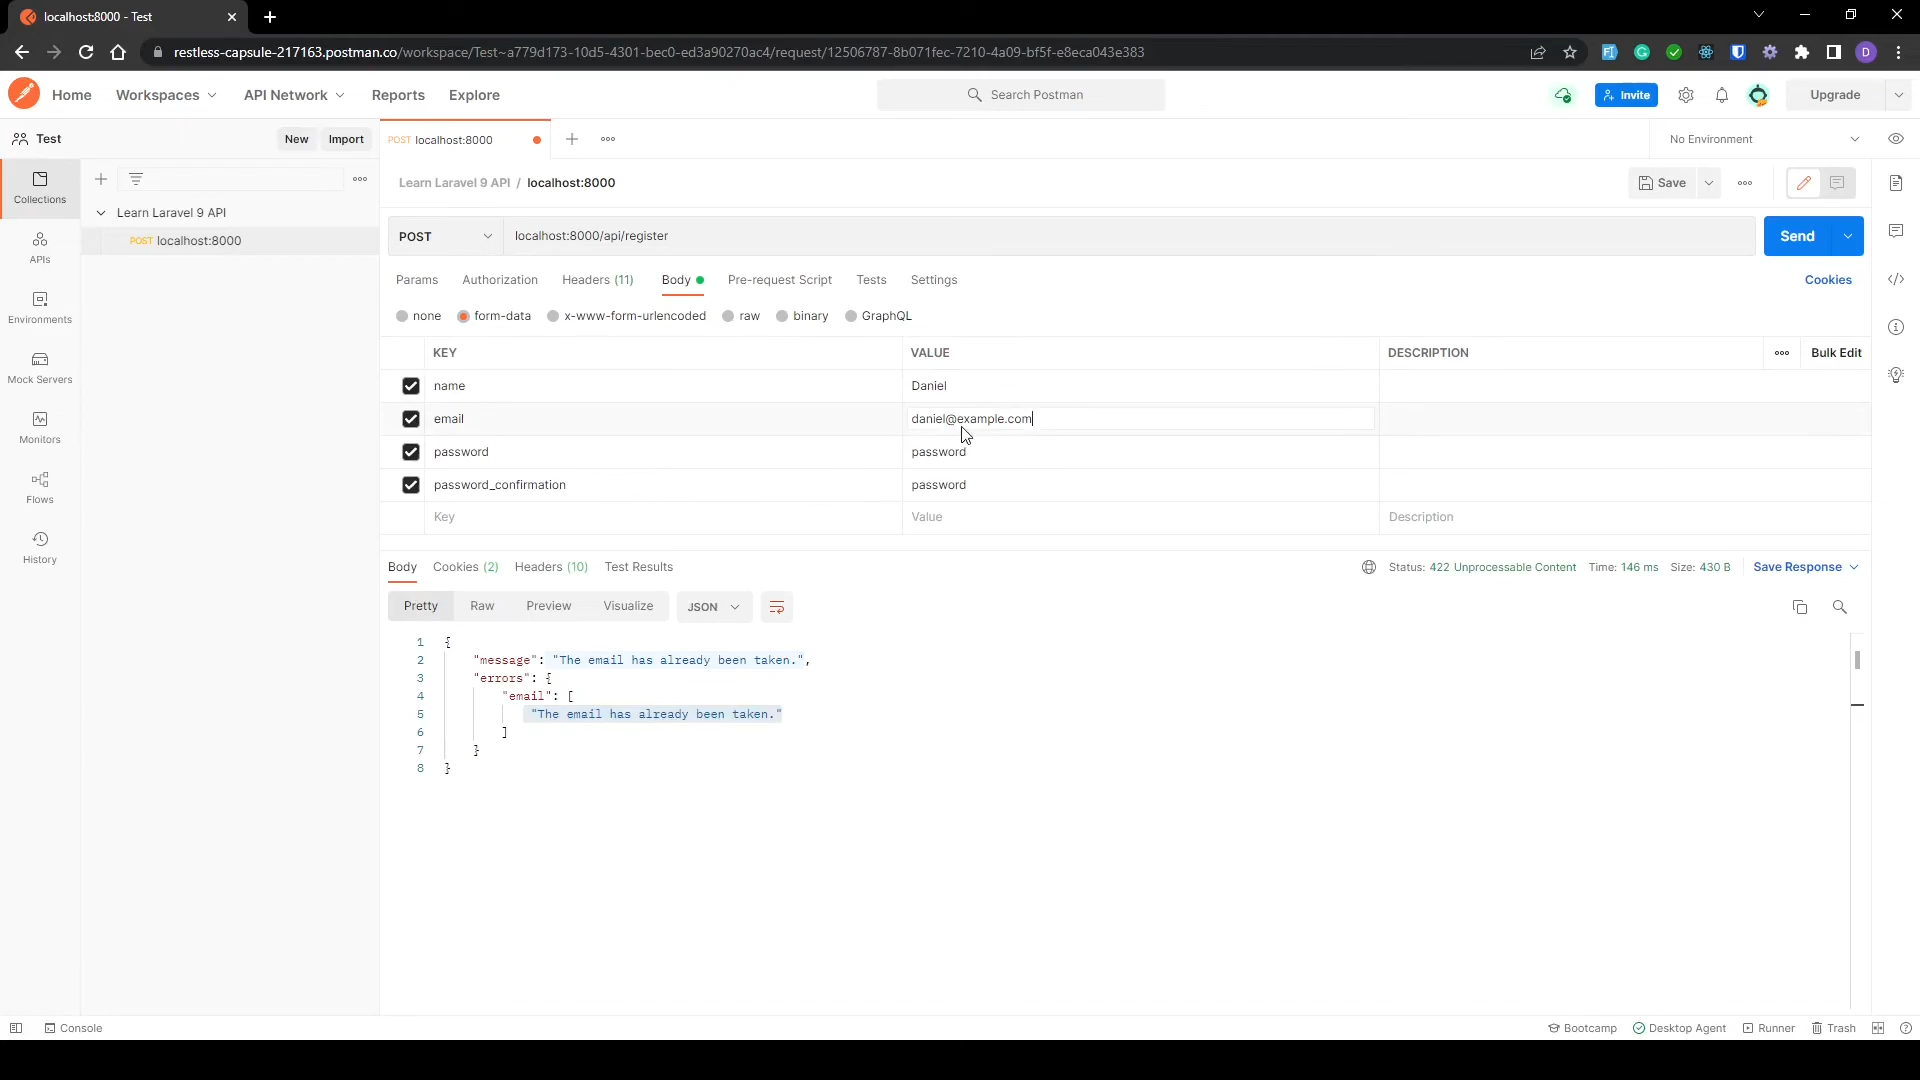 localhost:8000 - Test
restless-capsule-217163.postman.co/workspace/Test~a779d173-10d5-4301-bec0-ed3a90270ac4/request/12506787-8b071fec-7210-4a09-bf5f-e8eca043e383
D
Home Workspaces API Network Reports Explore Search Postman Invite Upgrade
Test New Import POST localhost:8000 No Environment
Learn Laravel 9 API / localhost:8000 Save
Collections
Learn Laravel 9 API
POST localhost:8000
APIs
Environments
Mock Servers
Monitors
Flows
History
POST localhost:8000/api/register Send
Params Authorization Headers (11) Body Pre-request Script Tests Settings Cookies
none form-data x-www-form-urlencoded raw binary GraphQL
KEY VALUE DESCRIPTION Bulk Edit
name Daniel
email daniel@example.com
password password
password_confirmation password
Key Value Description
Body Cookies (2) Headers (10) Test Results Status: 422 Unprocessable Content Time: 146 ms Size: 430 B Save Response
Pretty Raw Preview Visualize JSON
1 {
2 "message": "The email has already been taken.",
3 "errors": {
4 "email": [
5 "The email has already been taken."
6 ]
7 }
8 }
Console Bootcamp Desktop Agent Runner Trash